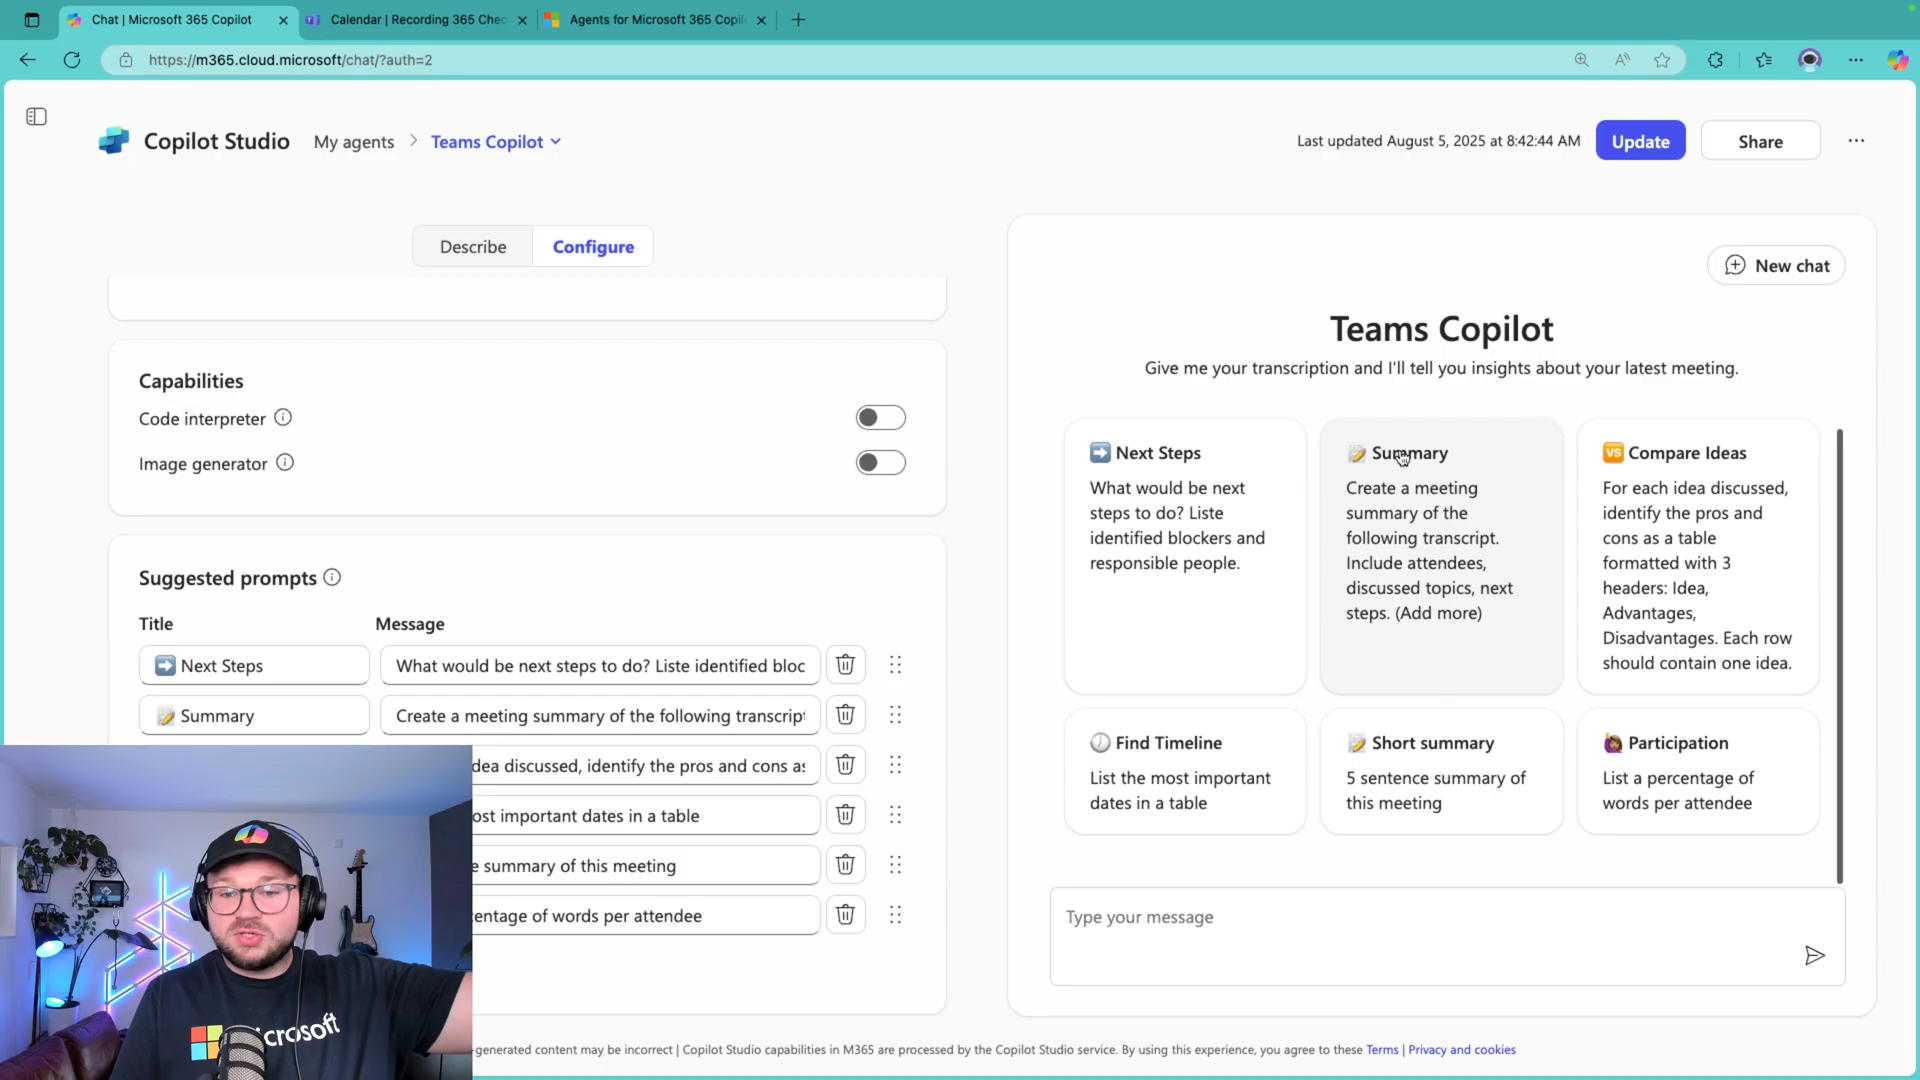 Chat | Microsoft 365 Copilot
Calendar | Recording 365 Chec
Agents for Microsoft 365 Copil
https://m365.cloud.microsoft/chat/?auth=2
Copilot Studio
My agents
Teams Copilot
Last updated August 5, 2025 at 8:42:44 AM
Update
Share
Describe
Configure
Capabilities
Code interpreter
Image generator
Suggested prompts
Title
Message
➡️ Next Steps
What would be next steps to do? Liste identified bloc
📝 Summary
Create a meeting summary of the following transcript
dea discussed, identify the pros and cons as
ost important dates in a table
e summary of this meeting
entage of words per attendee
New chat
Teams Copilot
Give me your transcription and I'll tell you insights about your latest meeting.
➡️ Next Steps
What would be next
steps to do? Liste
identified blockers and
responsible people.
📝 Summary
Create a meeting
summary of the
following transcript.
Include attendees,
discussed topics, next
steps. (Add more)
🆚 Compare Ideas
For each idea discussed,
identify the pros and
cons as a table
formatted with 3
headers: Idea,
Advantages,
Disadvantages. Each row
should contain one idea.
🕖 Find Timeline
List the most important
dates in a table
📝 Short summary
5 sentence summary of
this meeting
🙋 Participation
List a percentage of
words per attendee
Type your message
-generated content may be incorrect | Copilot Studio capabilities in M365 are processed by the Copilot Studio service. By using this experience, you agree to these Terms | Privacy and cookies
icrosoft